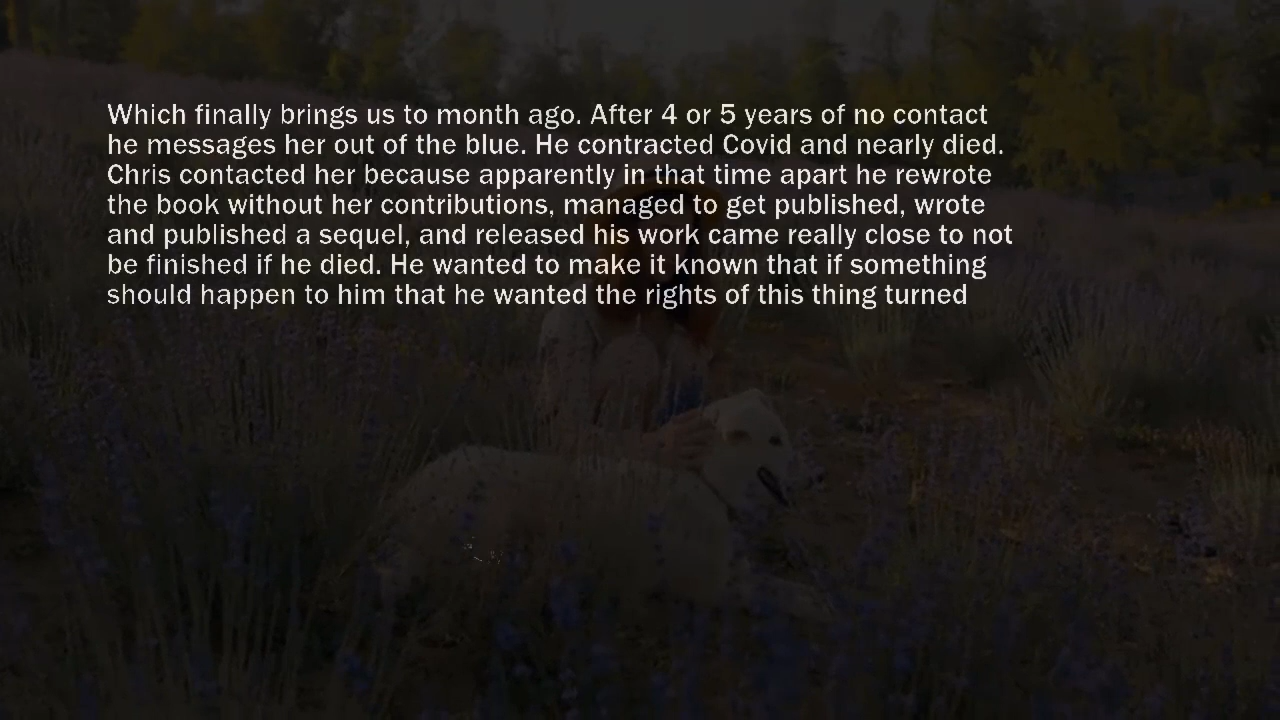 Which finally brings us to month ago. After 4 or 5 years of no contact
he messages her out of the blue. He contracted Covid and nearly died.
Chris contacted her because apparently in that time apart he rewrote
the book without her contributions, managed to get published, wrote
and published a sequel, and released his work came really close to not
be finished if he died. He wanted to make it known that if something
should happen to him that he wanted the rights of this thing turned